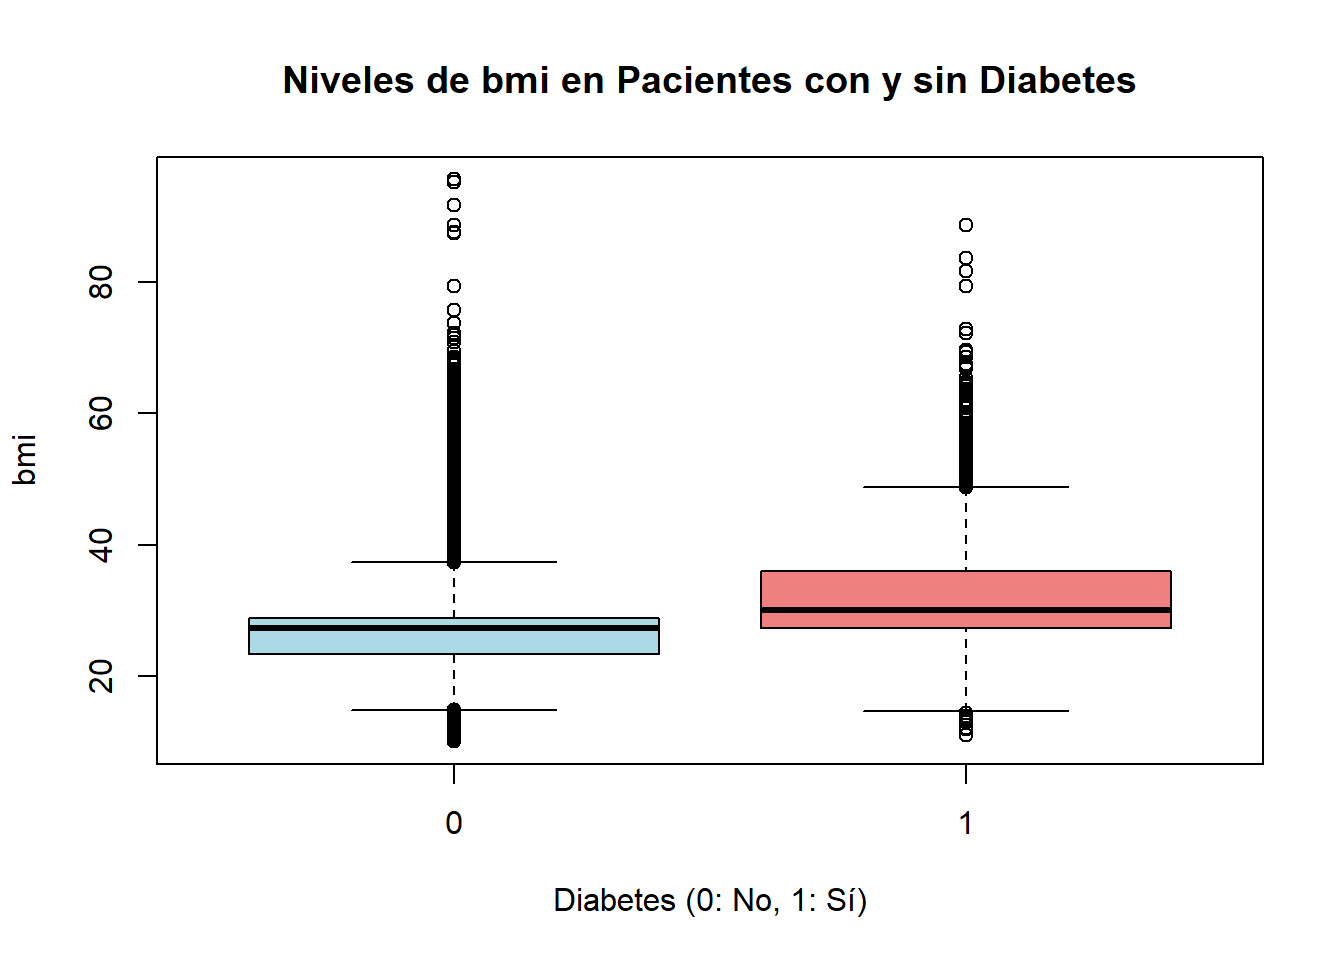 Niveles de bmi en Pacientes con y sin Diabetes
bmi
80
60
40
20
0
1
Diabetes (0: No, 1: Sí)